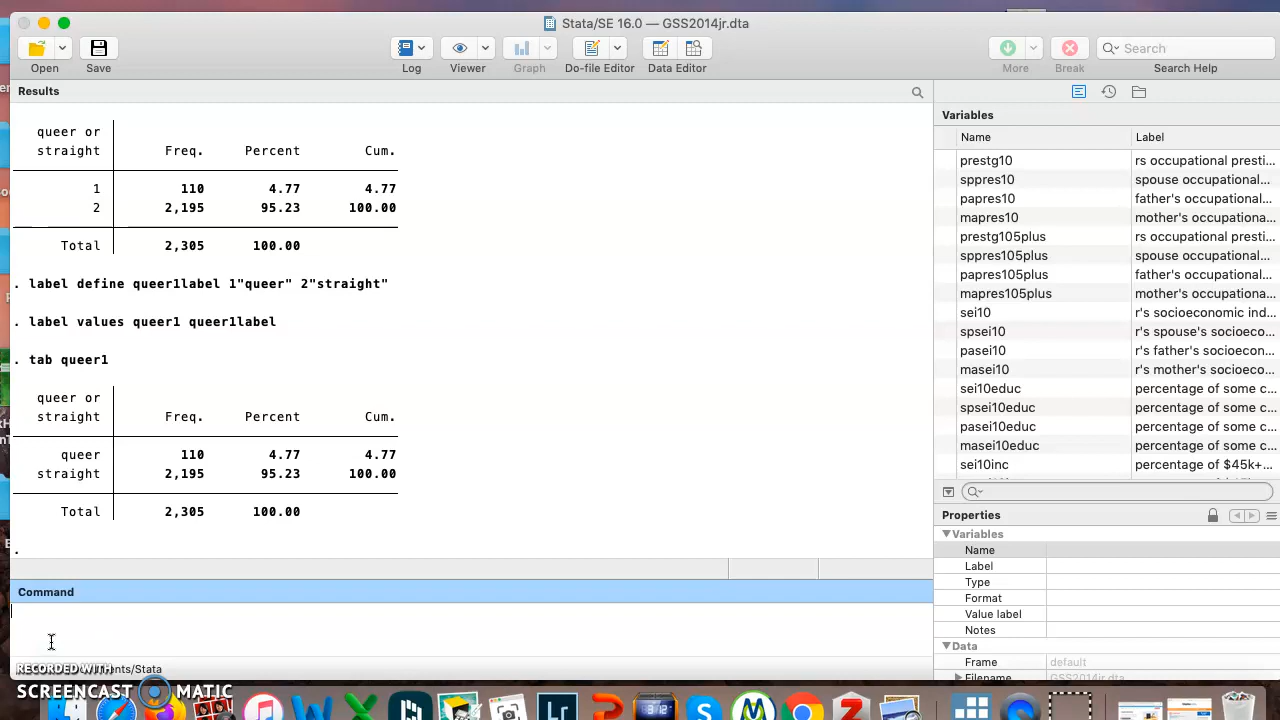 Stata/SE 16.0 — GSS2014jr.dta
Open Save Log Viewer Graph Do-file Editor Data Editor More Break Search Search Help
Results
queer or
straight Freq. Percent Cum.
1 110 4.77 4.77
2 2,195 95.23 100.00
Total 2,305 100.00
. label define queer1label 1"queer" 2"straight"
. label values queer1 queer1label
. tab queer1
queer or
straight Freq. Percent Cum.
queer 110 4.77 4.77
straight 2,195 95.23 100.00
Total 2,305 100.00
.
Command
RECORDED WITH
ents/Stata
SCREENCAST MATIC
Variables
Name Label
prestg10 rs occupational presti...
sppres10 spouse occupational...
papres10 father's occupational...
mapres10 mother's occupationa...
prestg105plus rs occupational presti...
sppres105plus spouse occupational...
papres105plus father's occupational...
mapres105plus mother's occupationa...
sei10 r's socioeconomic ind...
spsei10 r's spouse's socioeco...
pasei10 r's father's socioecon...
masei10 r's mother's socioeco...
sei10educ percentage of some c...
spsei10educ percentage of some c...
pasei10educ percentage of some c...
masei10educ percentage of some c...
sei10inc percentage of $45k+...
Properties
Variables
Name
Label
Type
Format
Value label
Notes
Data
Frame default
Filename GSS2014jr.dta